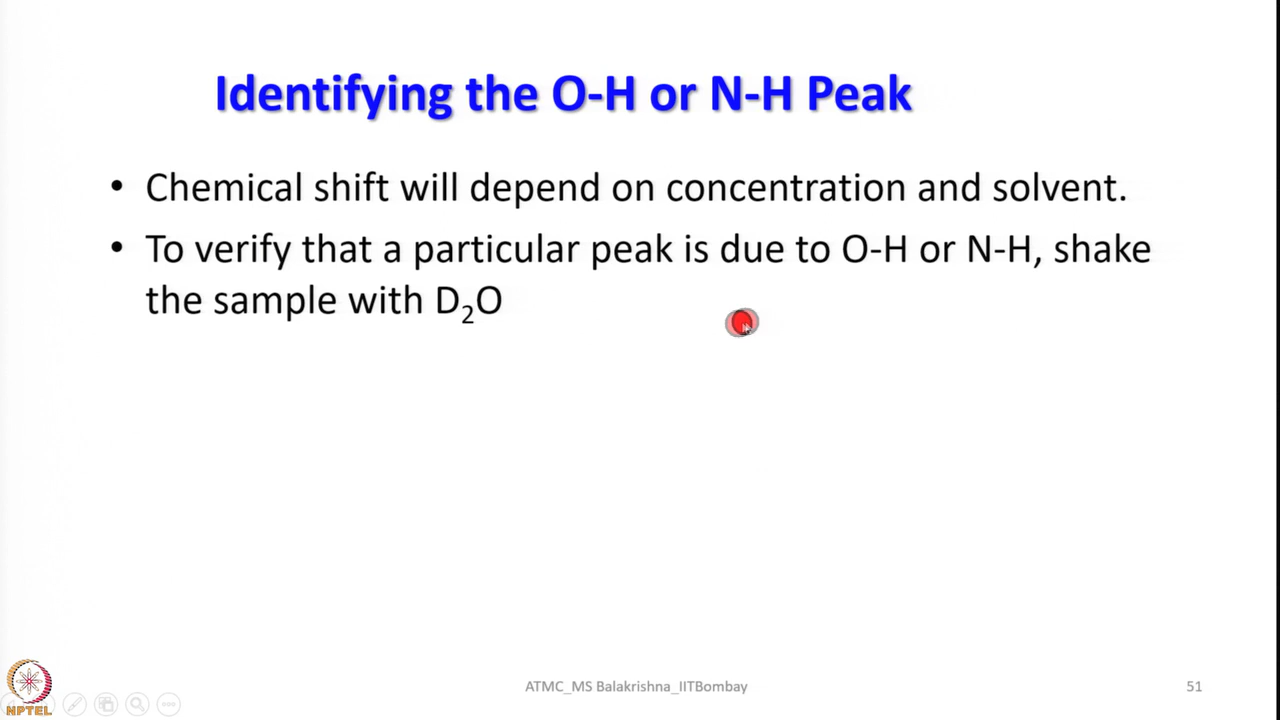 Identifying the O-H or N-H Peak
• Chemical shift will depend on concentration and solvent.
• To verify that a particular peak is due to O-H or N-H, shake
the sample with D₂O
NPTEL
ATMC_MS Balakrishna_IITBombay
51